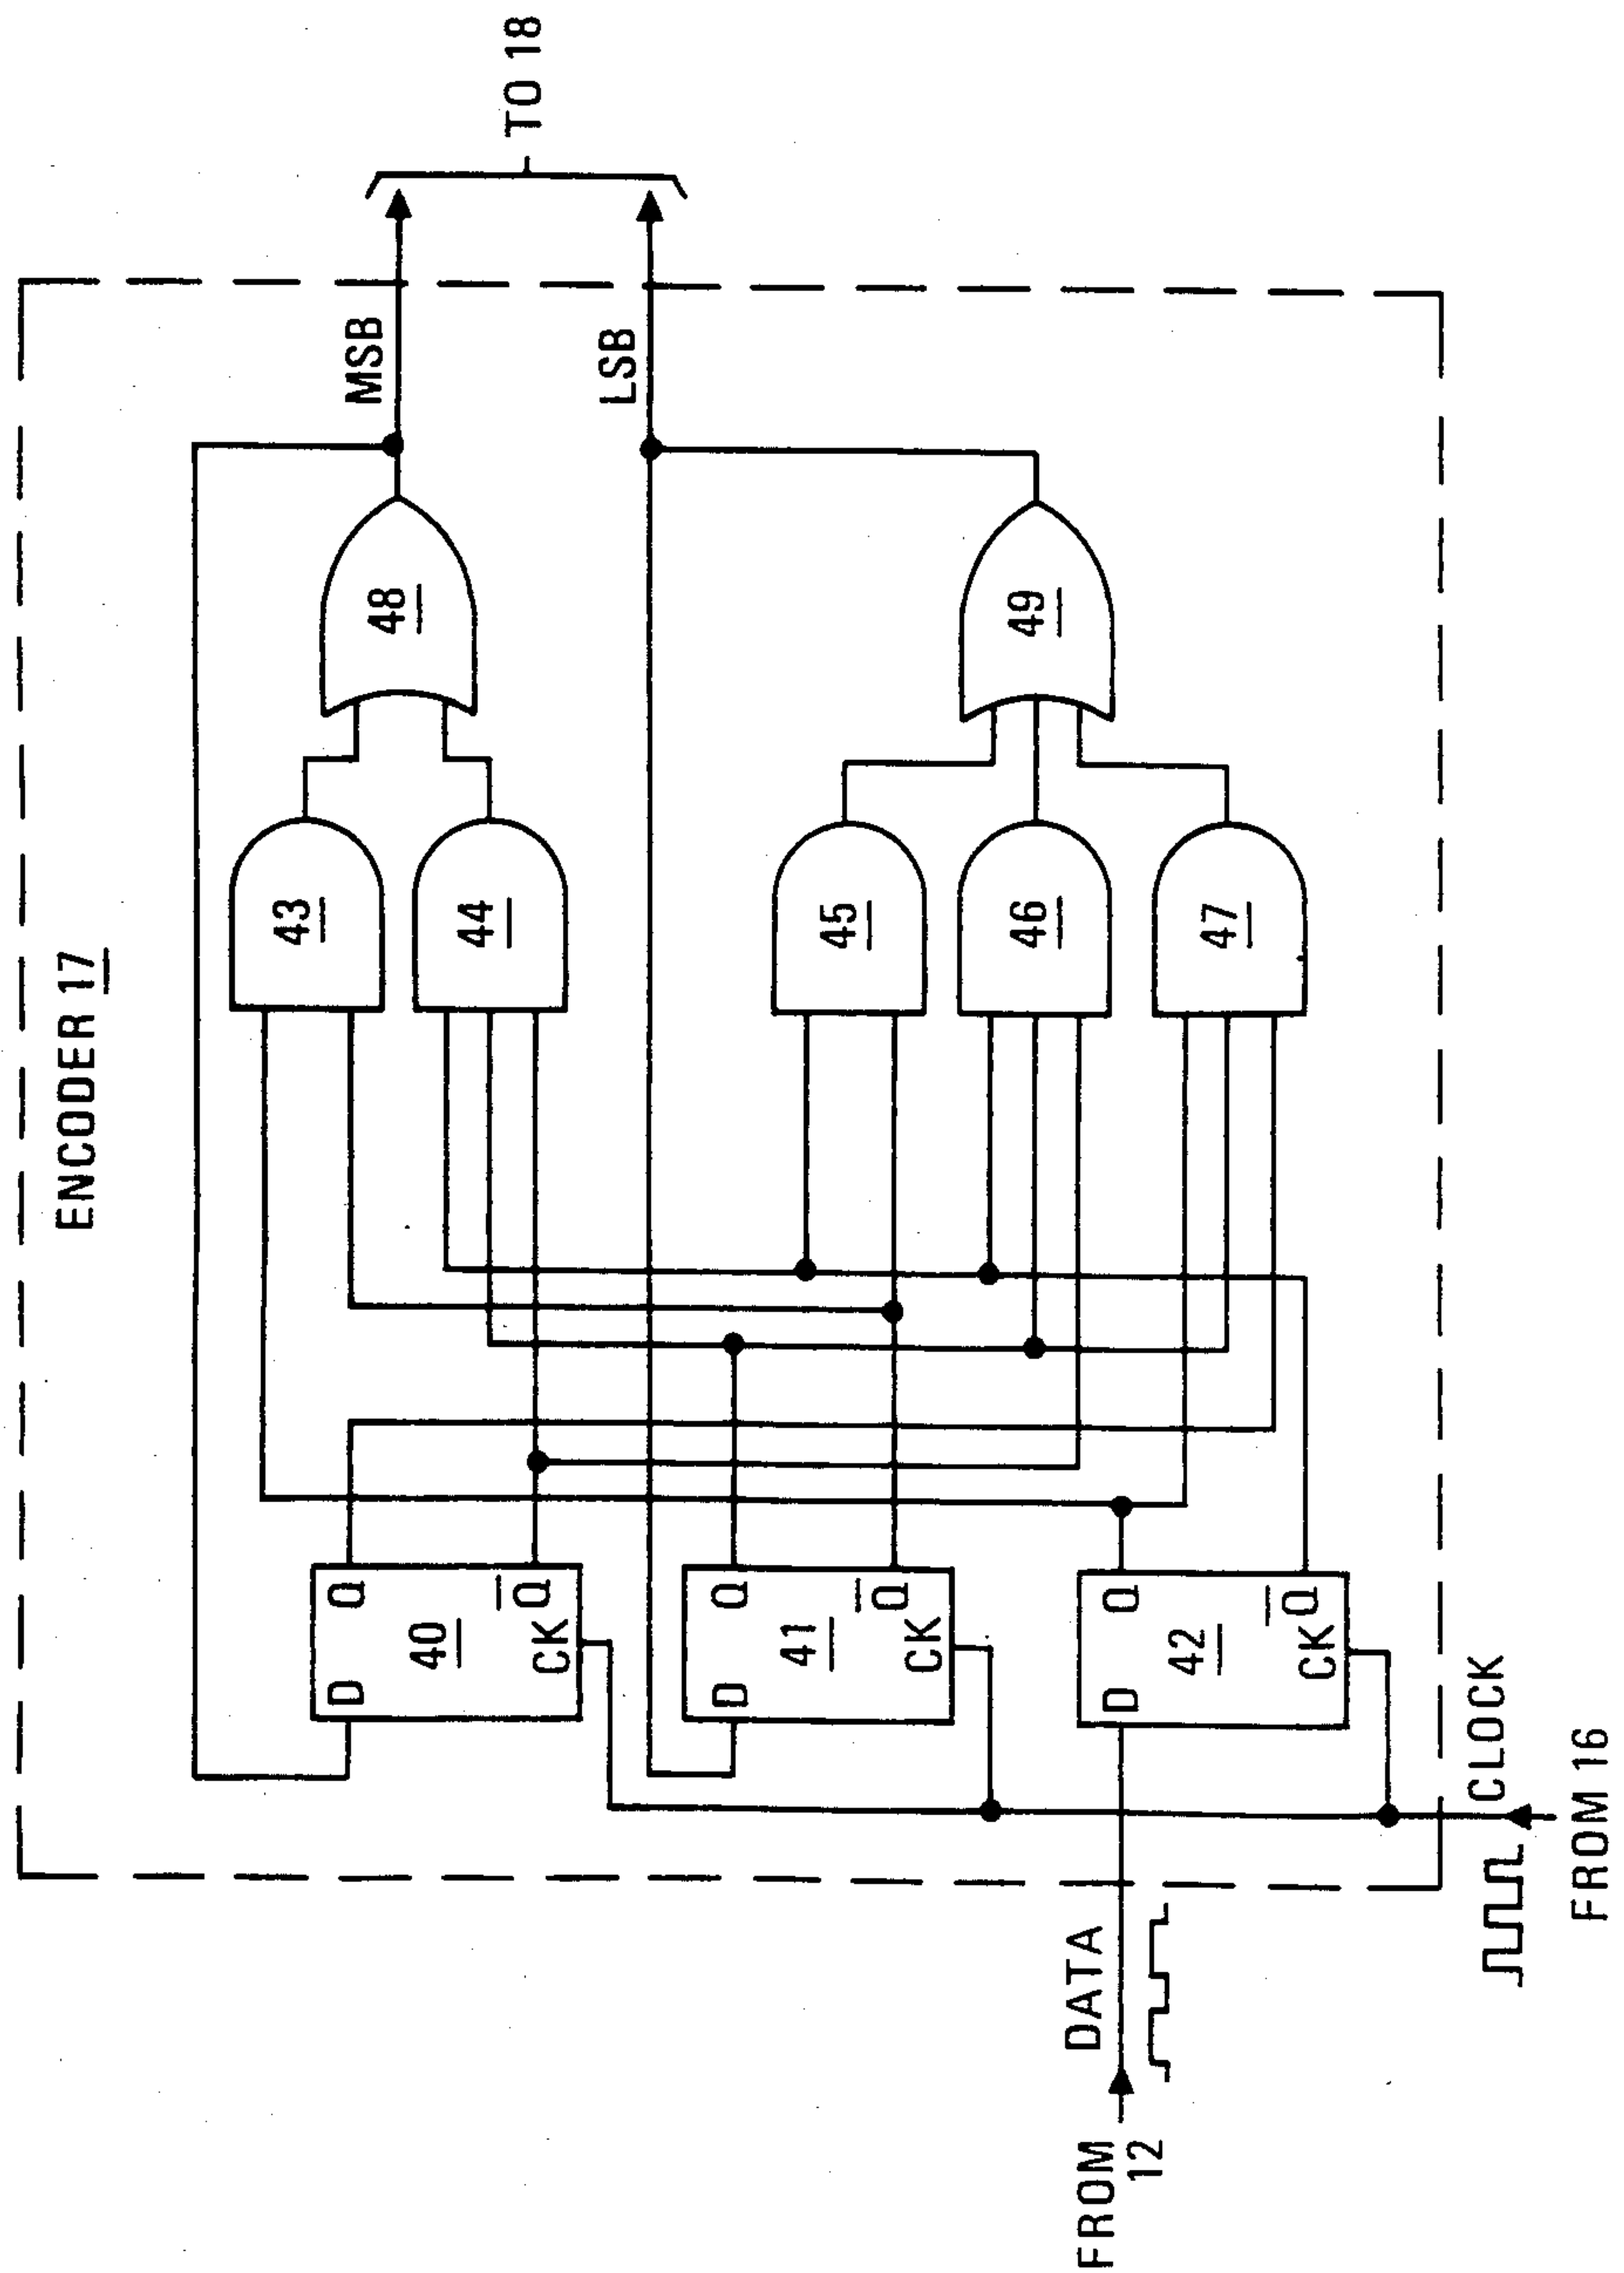 ENCODER 17
MSB
LSB
TO 18
43
44
48
45
46
47
49
D
Q
40
Q̅
CK
D
Q
41
Q̅
CK
D
Q
42
Q̅
CK
DATA
FROM
12
CLOCK
FROM 16